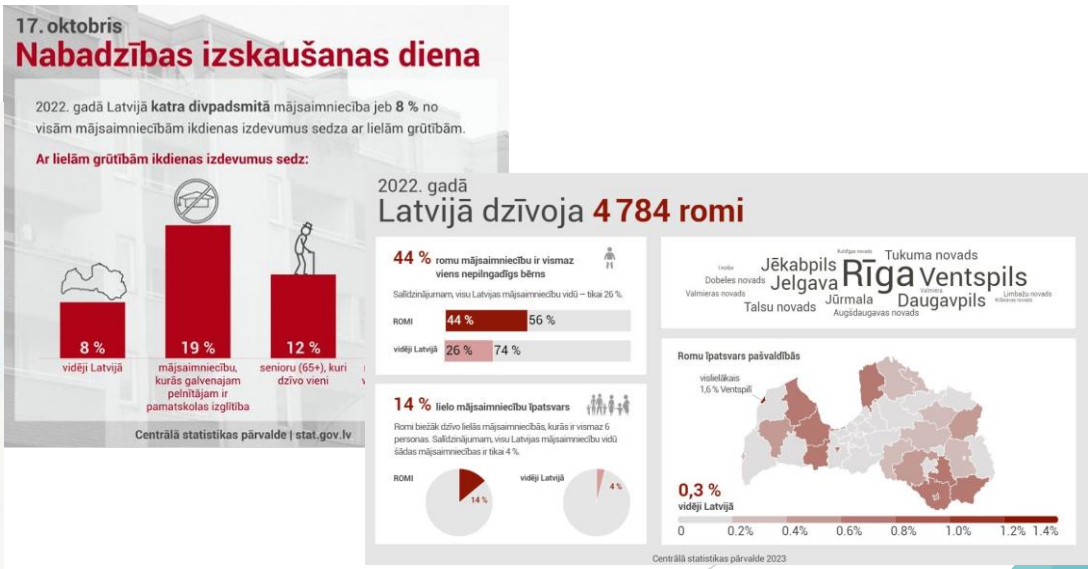 17. oktobris
Nabadzības izskaušanas diena
2022. gadā Latvijā katra divpadsmitā mājsaimniecība jeb 8 % no
visām mājsaimniecībām ikdienas izdevumus sedza ar lielām grūtībām.
Ar lielām grūtībām ikdienas izdevumus sedz:
8 %
19 %
12 %
vidēji Latvijā
mājsaimniecību,
kurās galvenajam
pelnītājam ir
pamatskolas izglītība
senioru (65+), kuri
dzīvo vieni
Centrālā statistikas pārvalde | stat.gov.lv
2022. gadā
Latvijā dzīvoja 4 784 romi
44 % romu mājsaimniecību ir vismaz
viens nepilngadīgs bērns
Salīdzinājumam, visu Latvijas mājsaimniecību vidū – tikai 26 %.
ROMI 44 % 56 %
vidēji Latvijā 26 % 74 %
14 % lielo mājsaimniecību īpatsvars
Romi biežāk dzīvo lielās mājsaimniecībās, kurās ir vismaz 6
personas. Salīdzinājumam, visu Latvijas mājsaimniecību vidū
šādas mājsaimniecības ir tikai 4 %.
ROMI
14 %
vidēji Latvijā
4 %
Tukuma novads
Jēkabpils
Rīga
Ventspils
Dobeles novads
Jelgava
Valmieras novads
Valmiera
Limbažu novads
Talsu novads
Jūrmala
Daugavpils
Augšdaugavas novads
Romu īpatsvars pašvaldībās
vislielākais
1,6 % Ventspilī
0,3 %
vidēji Latvijā
0 0.2% 0.4% 0.6% 0.8% 1.0% 1.2% 1.4%
Centrālā statistikas pārvalde 2023